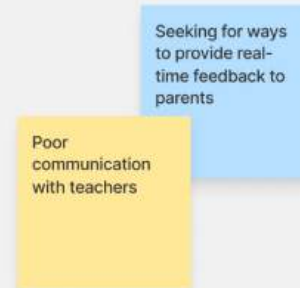 Seeking for ways
to provide real-
time feedback to
parents
Poor
communication
with teachers